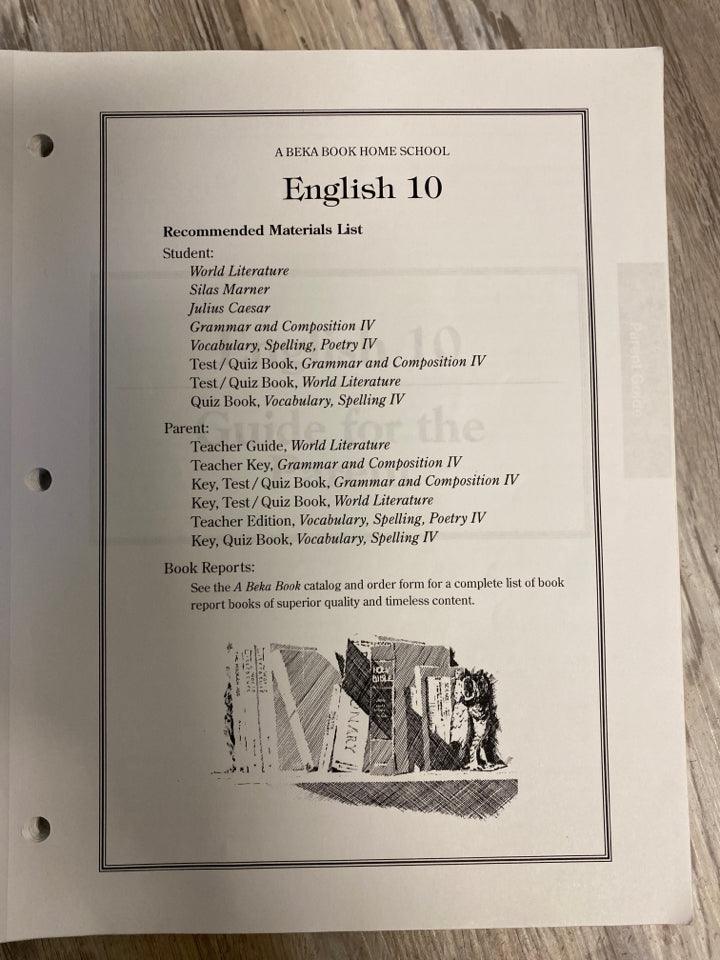 A BEKA BOOK HOME SCHOOL
English 10
Recommended Materials List
Student:
World Literature
Silas Marner
Julius Caesar
Grammar and Composition IV
Vocabulary, Spelling, Poetry IV
Test/Quiz Book, Grammar and Composition IV
Test/Quiz Book, World Literature
Quiz Book, Vocabulary, Spelling IV
Parent:
Teacher Guide, World Literature
Teacher Key, Grammar and Composition IV
Key, Test/Quiz Book, Grammar and Composition IV
Key, Test/Quiz Book, World Literature
Teacher Edition, Vocabulary, Spelling, Poetry IV
Key, Quiz Book, Vocabulary, Spelling IV
Book Reports:
See the A Beka Book catalog and order form for a complete list of book
report books of superior quality and timeless content.
HOLY
BIBLE